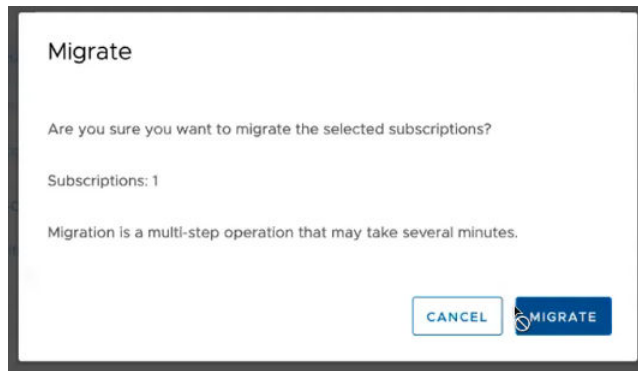 Migrate
Are you sure you want to migrate the selected subscriptions?
Subscriptions: 1
Migration is a multi-step operation that may take several minutes.
CANCEL
MIGRATE